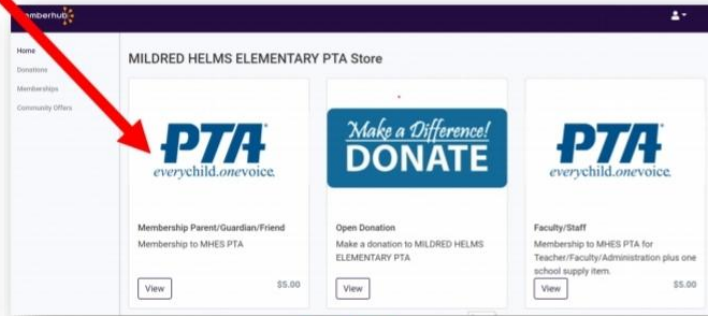 memberhub
Home
Donations
Memberships
Community Offers
MILDRED HELMS ELEMENTARY PTA Store
PTA
everychild.onevoice.
Membership Parent/Guardian/Friend
Membership to MHES PTA
View
$5.00
Make a Difference!
DONATE
Open Donation
Make a donation to MILDRED HELMS
ELEMENTARY PTA
View
PTA
everychild.onevoice.
Faculty/Staff
Membership to MHES PTA for
Teacher/Faculty/Administration plus one
school supply item.
View
$5.00